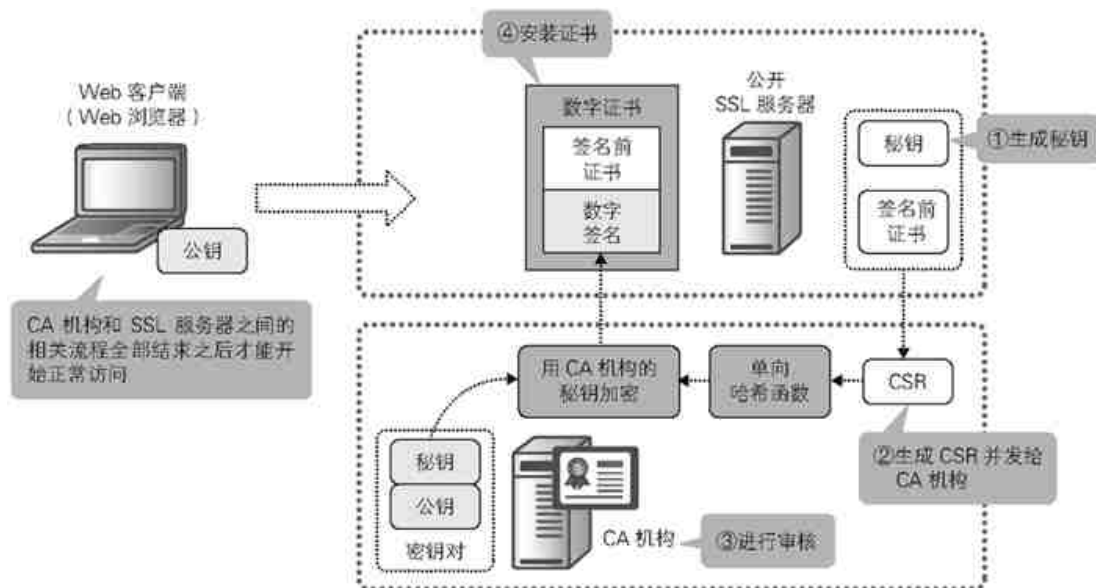 ④安装证书
Web 客户端
（Web 浏览器）
公钥
CA 机构和 SSL 服务器之间的
相关流程全部结束之后才能开
始正常访问
数字证书
签名前
证书
数字
签名
公开
SSL 服务器
秘钥
签名前
证书
①生成秘钥
用 CA 机构的
秘钥加密
单向
哈希函数
CSR
②生成 CSR 并发给
CA 机构
秘钥
公钥
密钥对
CA 机构
③进行审核